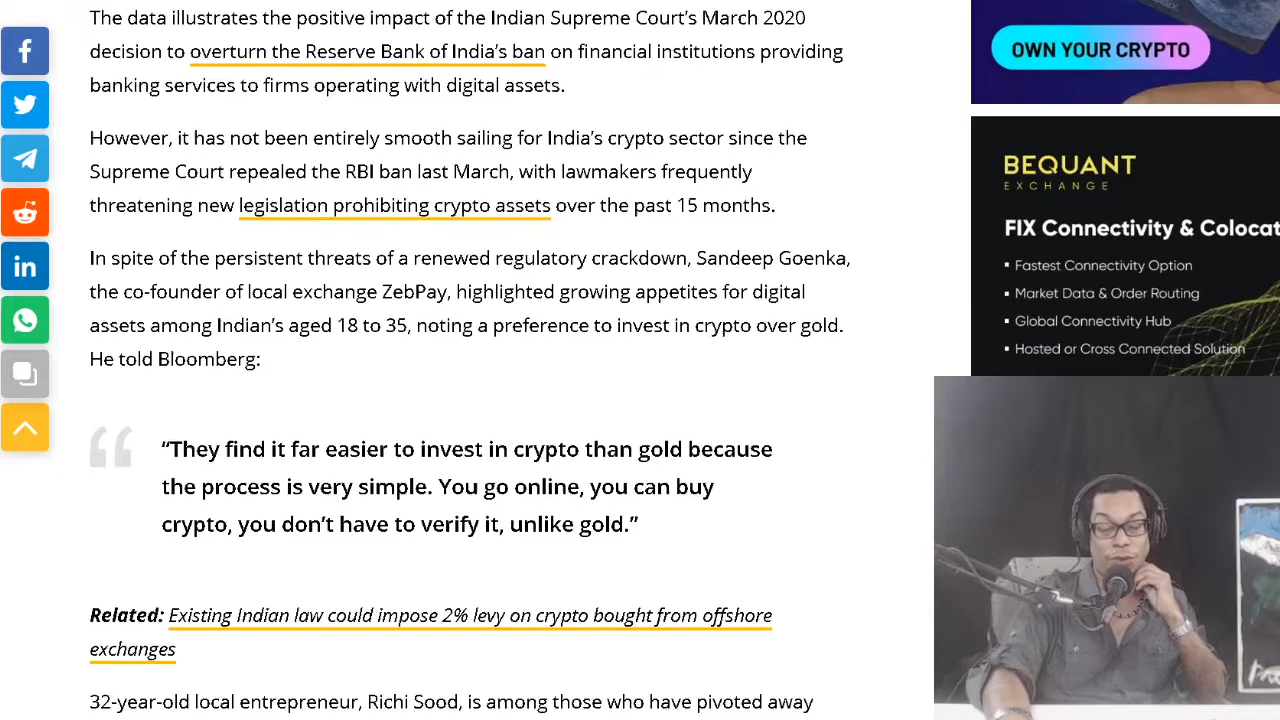 The data illustrates the positive impact of the Indian Supreme Court’s March 2020
decision to overturn the Reserve Bank of India’s ban on financial institutions providing
banking services to firms operating with digital assets.
However, it has not been entirely smooth sailing for India’s crypto sector since the
Supreme Court repealed the RBI ban last March, with lawmakers frequently
threatening new legislation prohibiting crypto assets over the past 15 months.
In spite of the persistent threats of a renewed regulatory crackdown, Sandeep Goenka,
the co-founder of local exchange ZebPay, highlighted growing appetites for digital
assets among Indian’s aged 18 to 35, noting a preference to invest in crypto over gold.
He told Bloomberg:
“They find it far easier to invest in crypto than gold because
the process is very simple. You go online, you can buy
crypto, you don’t have to verify it, unlike gold.”
Related: Existing Indian law could impose 2% levy on crypto bought from offshore
exchanges
32-year-old local entrepreneur, Richi Sood, is among those who have pivoted away
OWN YOUR CRYPTO
BEQUANT
EXCHANGE
FIX Connectivity & Colocat
▪ Fastest Connectivity Option
▪ Market Data & Order Routing
▪ Global Connectivity Hub
▪ Hosted or Cross Connected Solution